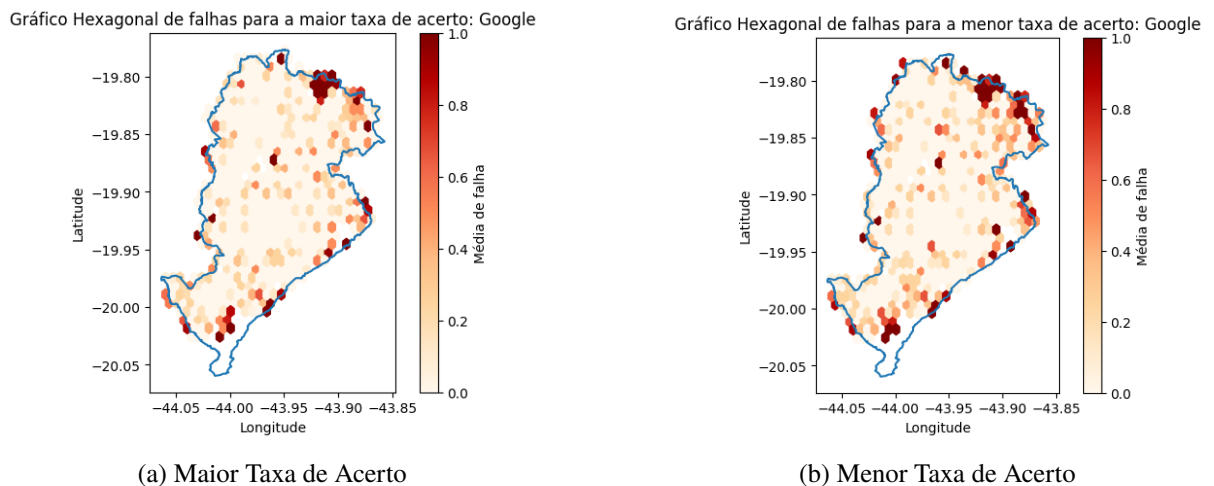 Gráfico Hexagonal de falhas para a maior taxa de acerto: Google
1.0
−19.80
−19.85
0.8
−19.90
0.6
Latitude
Média de falha
−19.95
0.4
−20.00
0.2
−20.05
0.0
−44.05 −44.00 −43.95 −43.90 −43.85
Longitude
(a) Maior Taxa de Acerto
Gráfico Hexagonal de falhas para a menor taxa de acerto: Google
1.0
−19.80
−19.85
0.8
−19.90
0.6
Latitude
Média de falha
−19.95
0.4
−20.00
0.2
−20.05
0.0
−44.05 −44.00 −43.95 −43.90 −43.85
Longitude
(b) Menor Taxa de Acerto